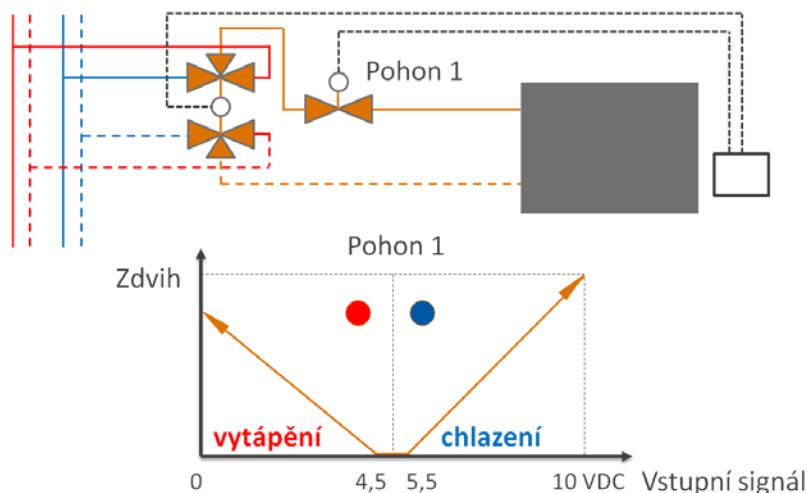 Pohon 1
Pohon 1
Zdvih
vytápění chlazení
0 4,5 5,5 10 VDC Vstupní signál